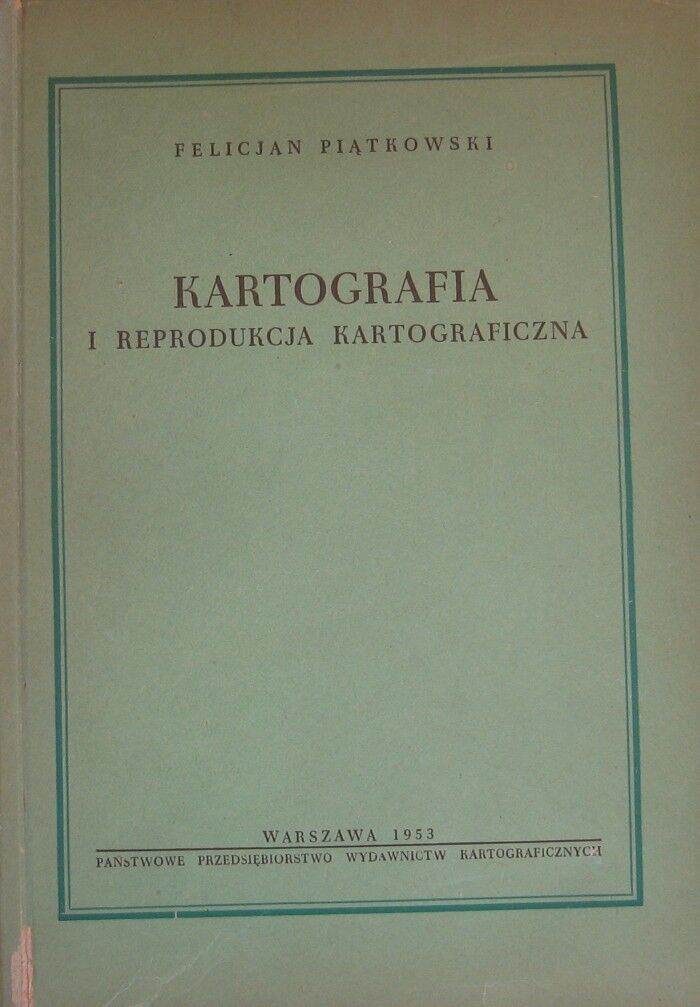 FELICJAN PIĄTKOWSKI
KARTOGRAFIA
I REPRODUKCJA KARTOGRAFICZNA
WARSZAWA 1953
PAŃSTWOWE PRZEDSIĘBIORSTWO WYDAWNICTW KARTOGRAFICZNYCH